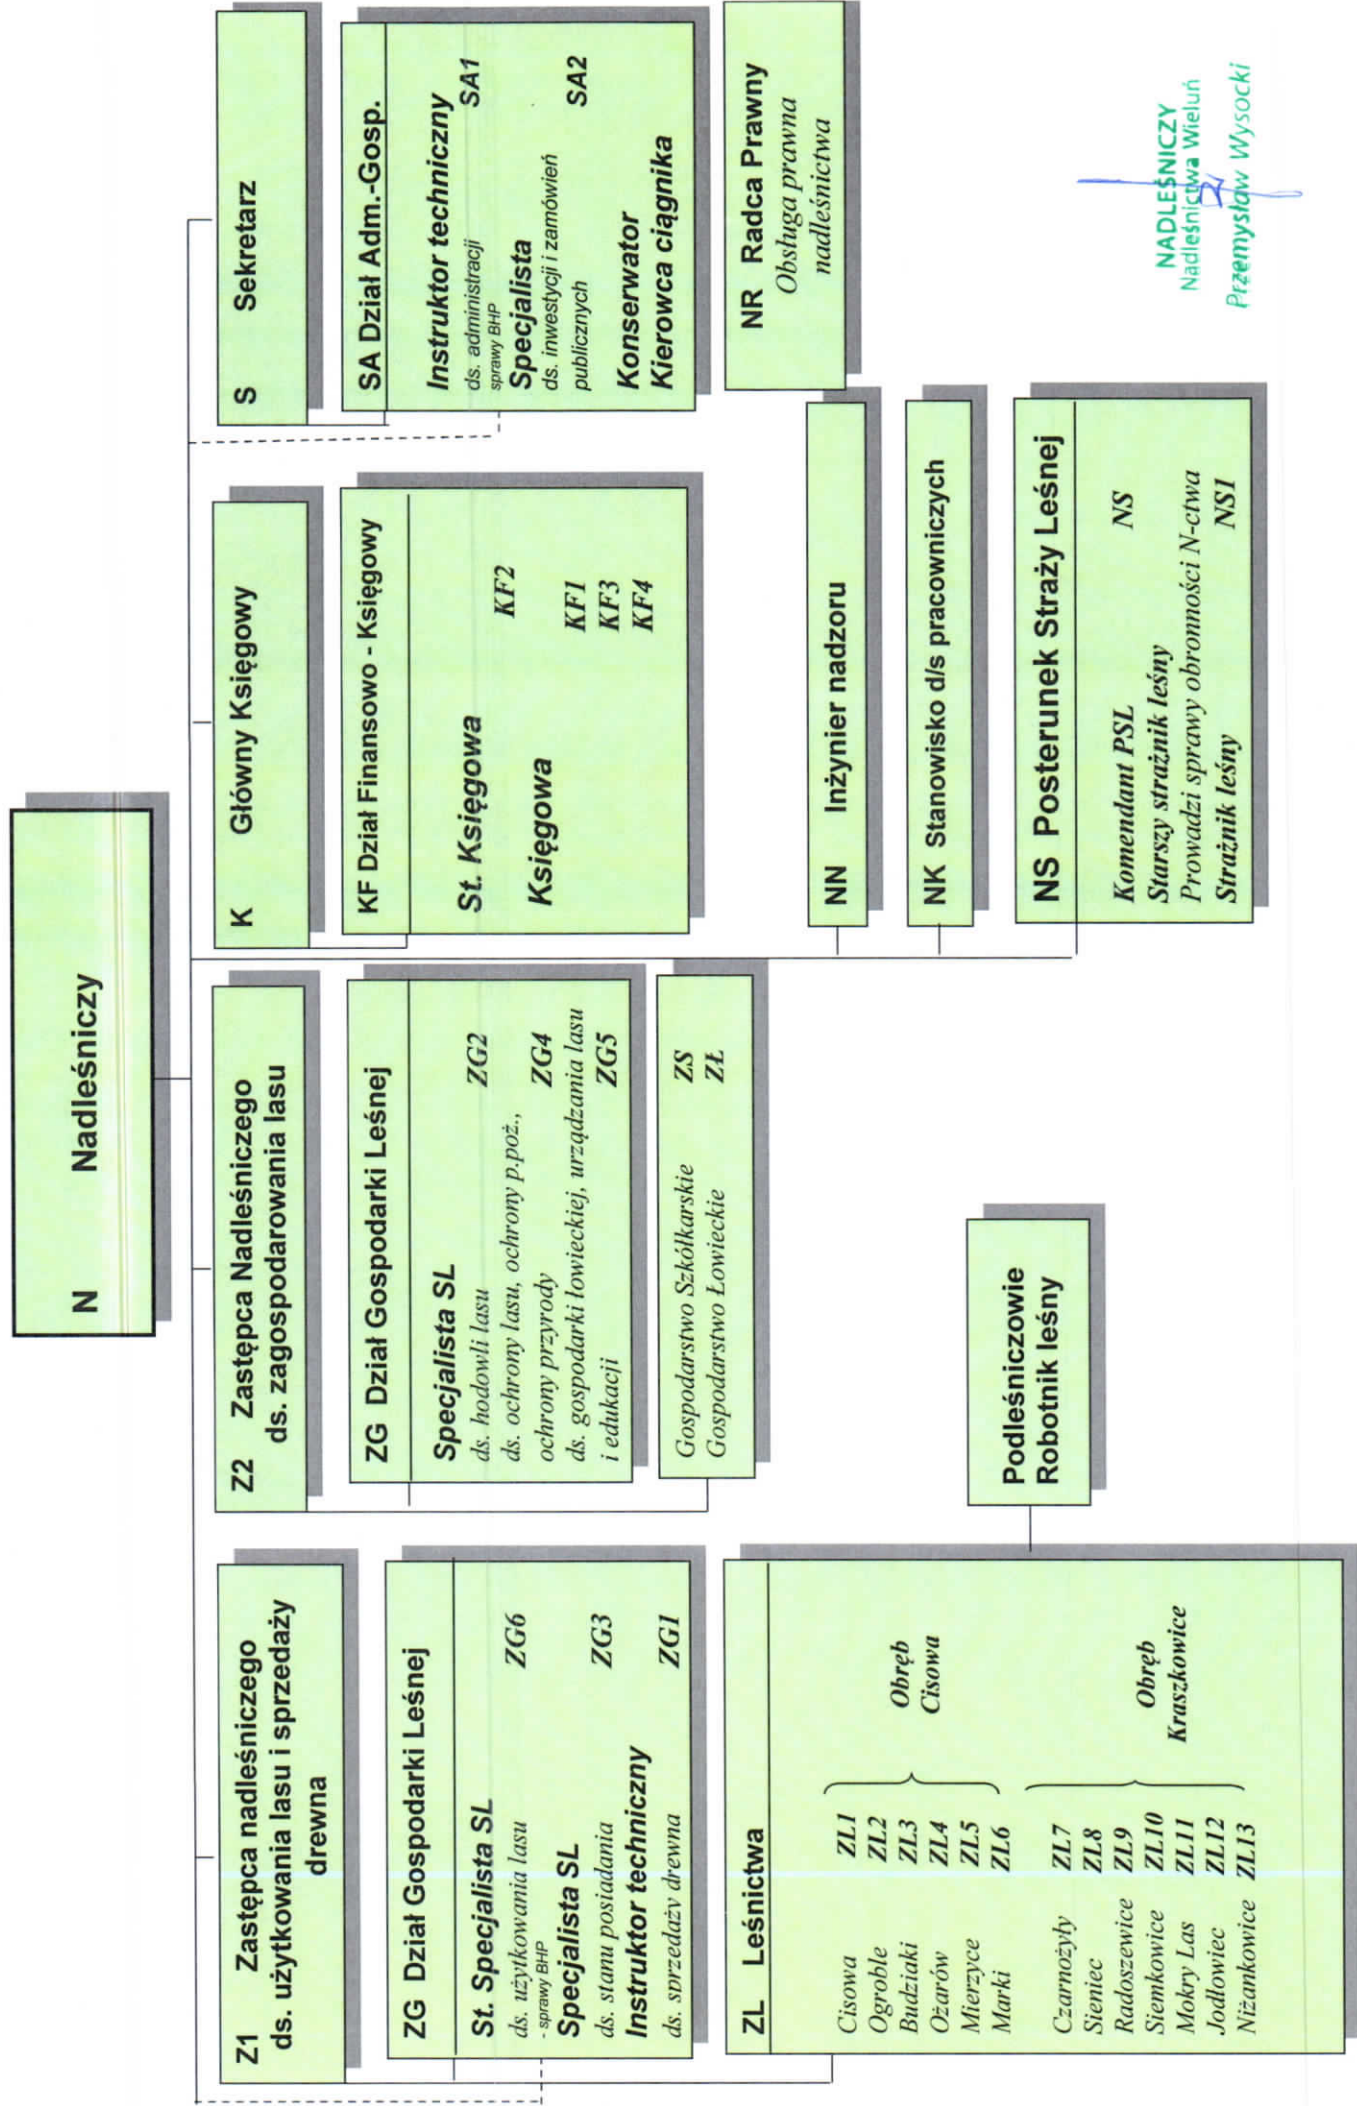 N Nadleśniczy
Z1 Zastępca nadleśniczego
ds. użytkowania lasu i sprzedaży
drewna
ZG Dział Gospodarki Leśnej
St. Specjalista SL
ds. użytkowania lasu ZG6
- sprawy BHP
Specjalista SL
ds. stanu posiadania ZG3
Instruktor techniczny
ds. sprzedaży drewna ZG1
ZL Leśnictwa
Cisowa ZL1
Ogroble ZL2
Budziaki ZL3
Ożarów ZL4
Mierzyce ZL5
Marki ZL6
Obręb
Cisowa
Czarnożyły ZL7
Sieniec ZL8
Radoszewice ZL9
Siemkowice ZL10
Mokry Las ZL11
Jodłowiec ZL12
Niżankowice ZL13
Obręb
Kraszkowice
Podleśniczowie
Robotnik leśny
Z2 Zastępca Nadleśniczego
ds. zagospodarowania lasu
ZG Dział Gospodarki Leśnej
Specjalista SL
ds. hodowli lasu ZG2
ds. ochrony lasu, ochrony p.poż.,
ochrony przyrody ZG4
ds. gospodarki łowieckiej, urządzania lasu
i edukacji ZG5
Gospodarstwo Szkółkarskie ZS
Gospodarstwo Łowieckie ZŁ
K Główny Księgowy
KF Dział Finansowo - Księgowy
St. Księgowa
KF2
Księgowa
KF1
KF3
KF4
NN Inżynier nadzoru
NK Stanowisko d/s pracowniczych
NS Posterunek Straży Leśnej
Komendant PSL NS
Starszy strażnik leśny
Prowadzi sprawy obronności N-ctwa
Strażnik leśny NS1
S Sekretarz
SA Dział Adm.-Gosp.
Instruktor techniczny
ds. administracji SA1
sprawy BHP
Specjalista
ds. inwestycji i zamówień
publicznych SA2
Konserwator
Kierowca ciągnika
NR Radca Prawny
Obsługa prawna
nadleśnictwa
NADLEŚNICZY
Nadleśnictwa Wieluń
Przemysław Wysocki